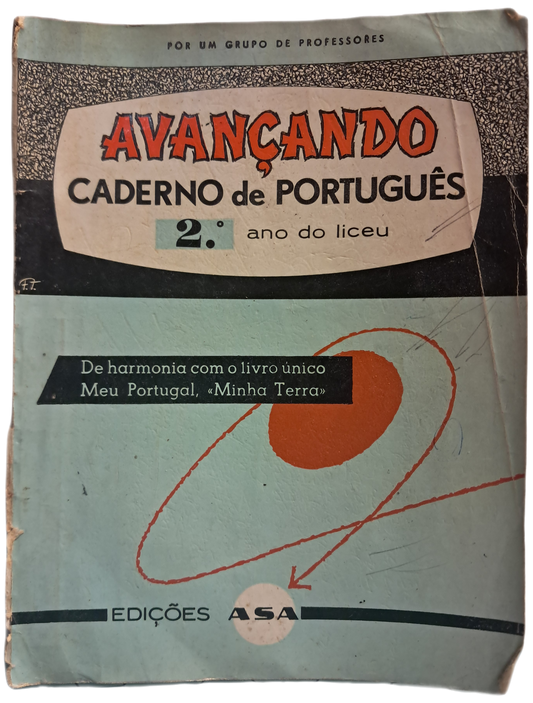 POR UM GRUPO DE PROFESSORES
AVANÇANDO
CADERNO de PORTUGUÊS
2.º ano do liceu
F.T.
De harmonia com o livro único
Meu Portugal, «Minha Terra»
EDIÇÕES ASA